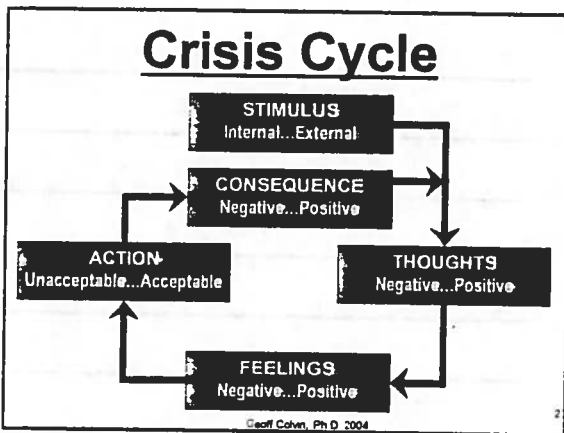 Crisis Cycle
STIMULUS
Internal...External
CONSEQUENCE
Negative...Positive
ACTION
Unacceptable...Acceptable
THOUGHTS
Negative...Positive
FEELINGS
Negative...Positive
Geoff Colvin, Ph.D. 2004
2